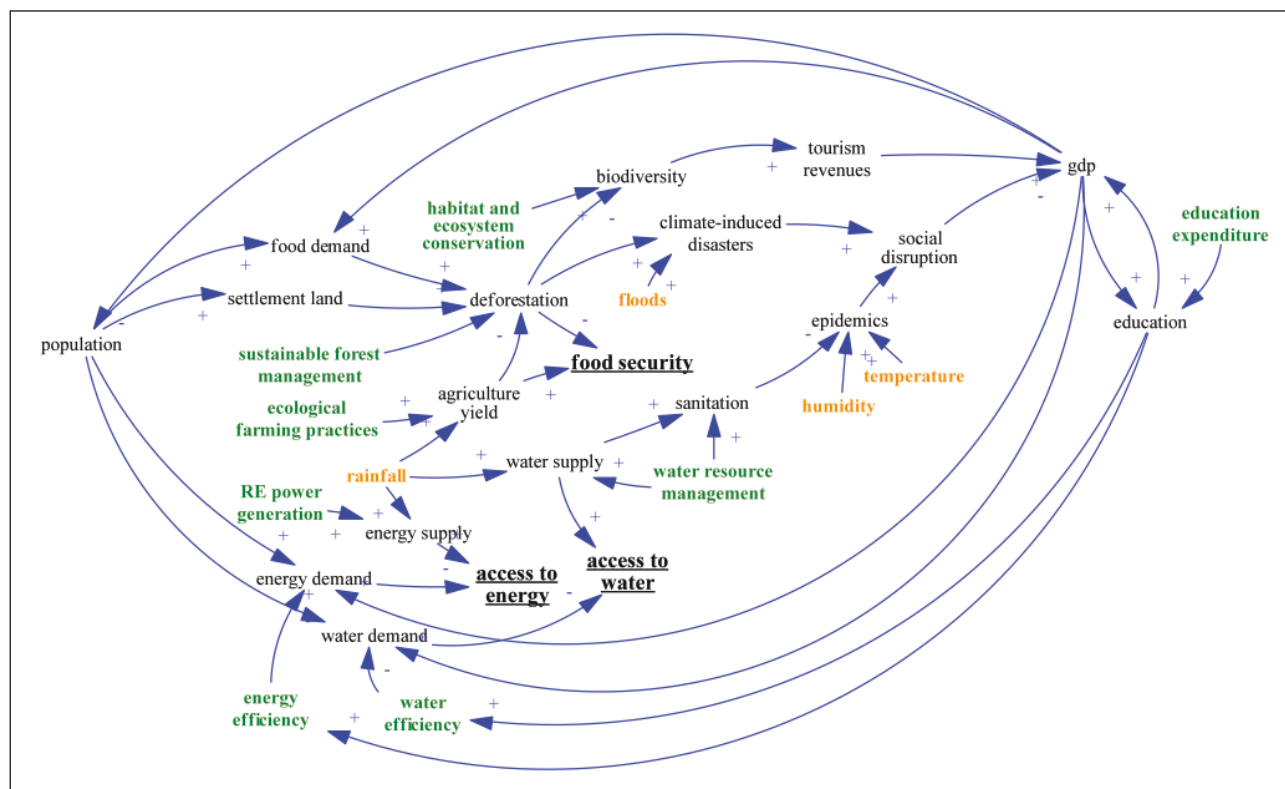 tourism
revenues
gdp
biodiversity
habitat and
ecosystem
conservation
climate-induced
disasters
education
expenditure
food demand
social
disruption
settlement land
deforestation
floods
epidemics
education
population
sustainable forest
management
food security
temperature
agriculture
yield
ecological
farming practices
sanitation
humidity
rainfall
water supply
water resource
management
RE power
generation
energy supply
access to
energy
access to
water
energy demand
water demand
energy
efficiency
water
efficiency